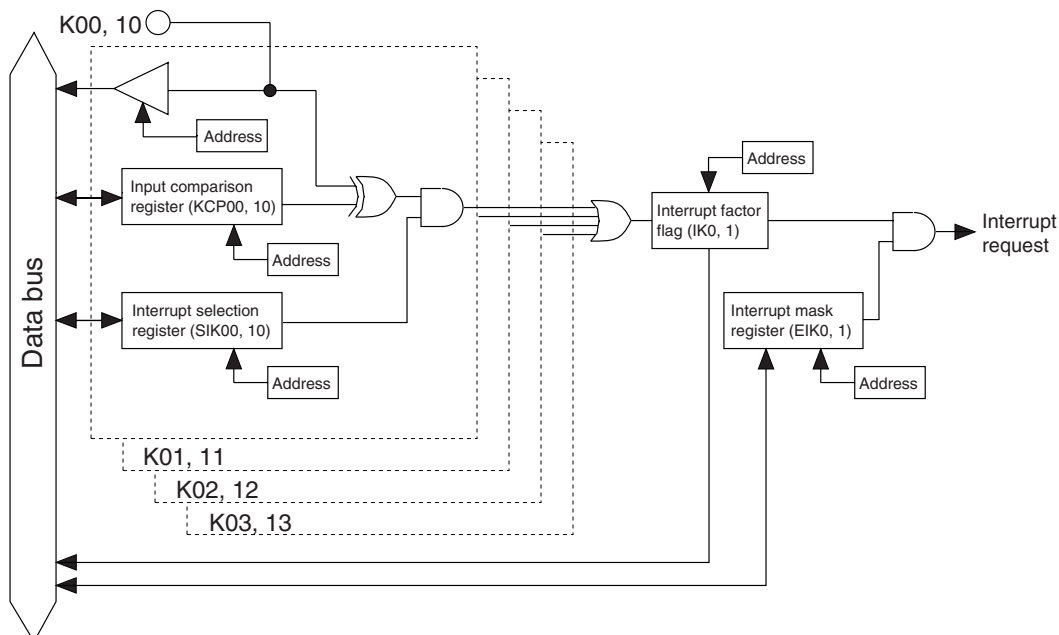 K00, 10
Address
Input comparison
register (KCP00, 10)
Address
Interrupt selection
register (SIK00, 10)
Address
Data bus
K01, 11
K02, 12
K03, 13
Address
Interrupt factor
flag (IK0, 1)
Interrupt
request
Interrupt mask
register (EIK0, 1)
Address